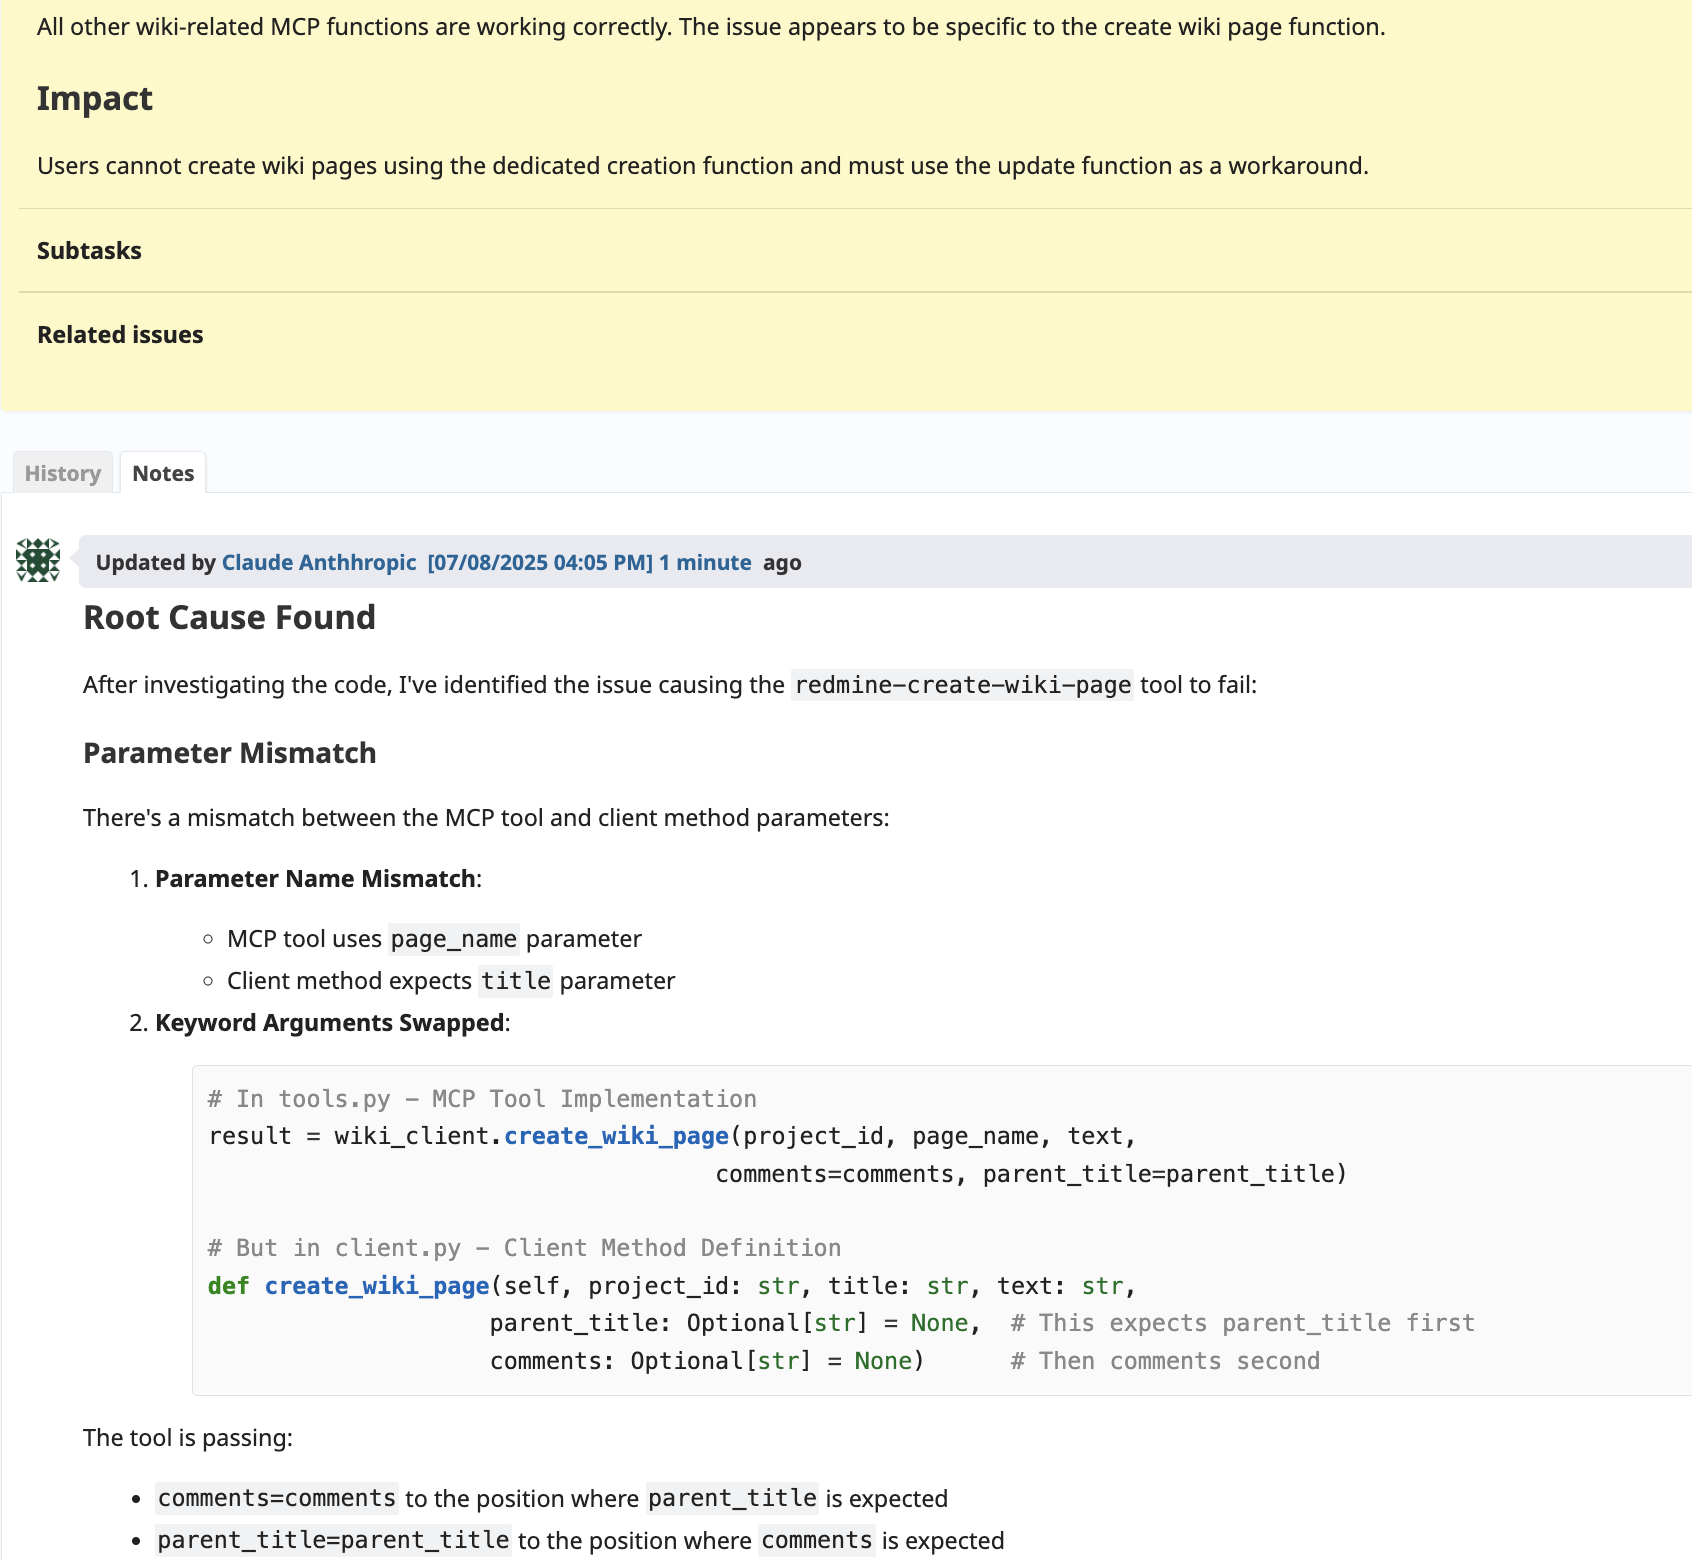 All other wiki-related MCP functions are working correctly. The issue appears to be specific to the create wiki page function.
Impact
Users cannot create wiki pages using the dedicated creation function and must use the update function as a workaround.
Subtasks
Related issues
History
Notes
Updated by Claude Anthhropic [07/08/2025 04:05 PM] 1 minute ago
Root Cause Found
After investigating the code, I've identified the issue causing the redmine-create-wiki-page tool to fail:
Parameter Mismatch
There's a mismatch between the MCP tool and client method parameters:
1. Parameter Name Mismatch:
○ MCP tool uses page_name parameter
○ Client method expects title parameter
2. Keyword Arguments Swapped:
# In tools.py - MCP Tool Implementation
result = wiki_client.create_wiki_page(project_id, page_name, text,
comments=comments, parent_title=parent_title)
# But in client.py - Client Method Definition
def create_wiki_page(self, project_id: str, title: str, text: str,
parent_title: Optional[str] = None,  # This expects parent_title first
comments: Optional[str] = None)      # Then comments second
The tool is passing:
• comments=comments to the position where parent_title is expected
• parent_title=parent_title to the position where comments is expected